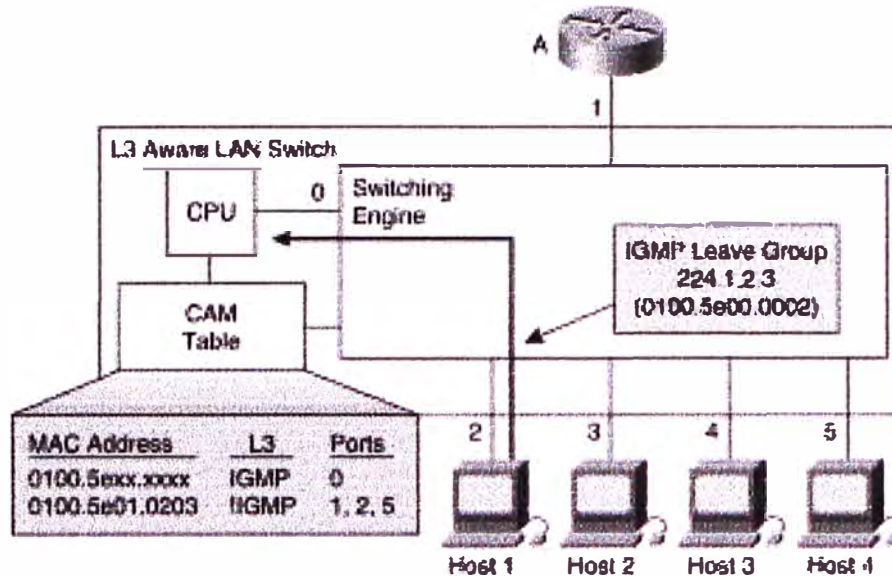 A
1
L3 Aware LAN Switch
CPU
0
Switching
Engine
IGMP Leave Group
224.1.2.3
(0100.5e00.0002)
CAM
Table
MAC Address L3 Ports
0100.5exx.xxxx IGMP 0
0100.5e01.0203 !IGMP 1, 2, 5
2
3
4
5
Host 1
Host 2
Host 3
Host 4